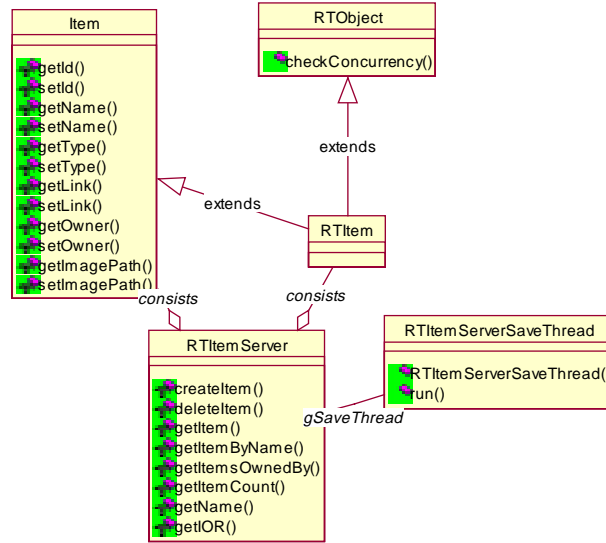 Item
getId()
setId()
getName()
setName()
getType()
setType()
getLink()
setLink()
getOwner()
setOwner()
getImagePath()
setImagePath()
RTObject
checkConcurrency()
extends
extends
RTItem
consists
consists
RTItemServer
createItem()
deleteItem()
getItem()
getItemByName()
getItemsOwnedBy()
getItemCount()
getName()
getIOR()
RTItemServerSaveThread
RTItemServerSaveThread(
run()
gSaveThread